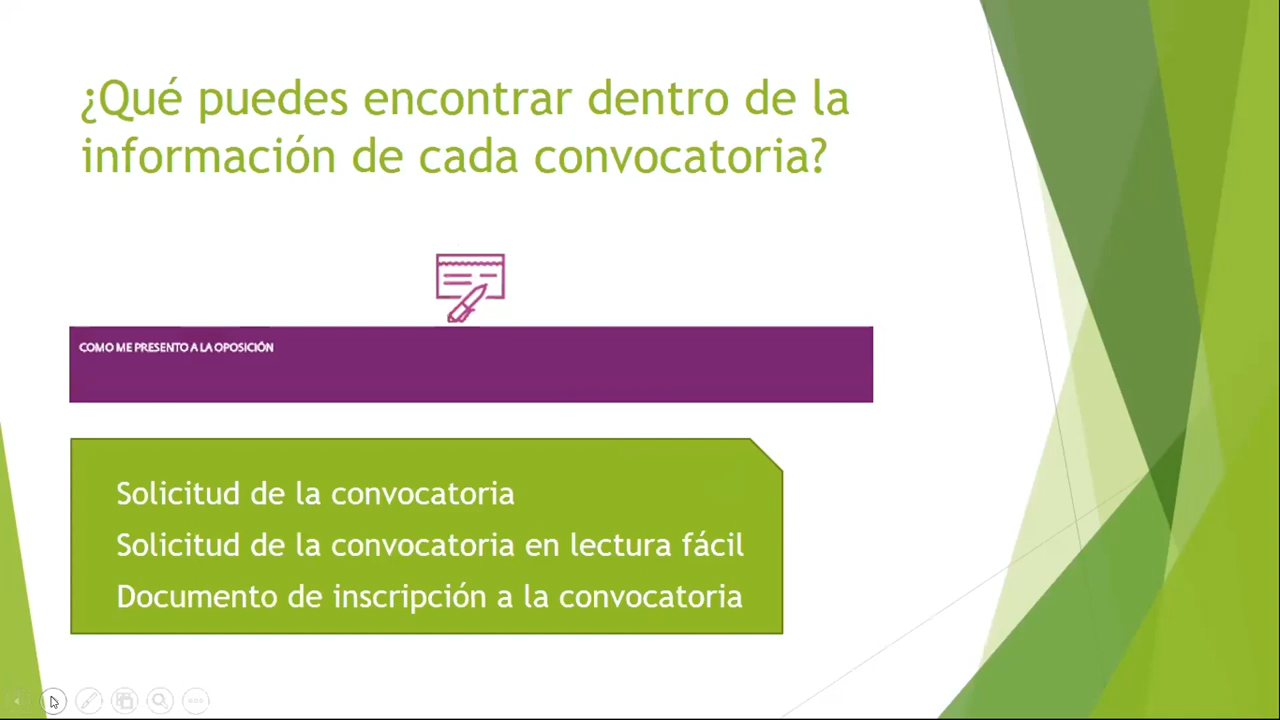 ¿Qué puedes encontrar dentro de la
información de cada convocatoria?
COMO ME PRESENTO A LA OPOSICIÓN
Solicitud de la convocatoria
Solicitud de la convocatoria en lectura fácil
Documento de inscripción a la convocatoria